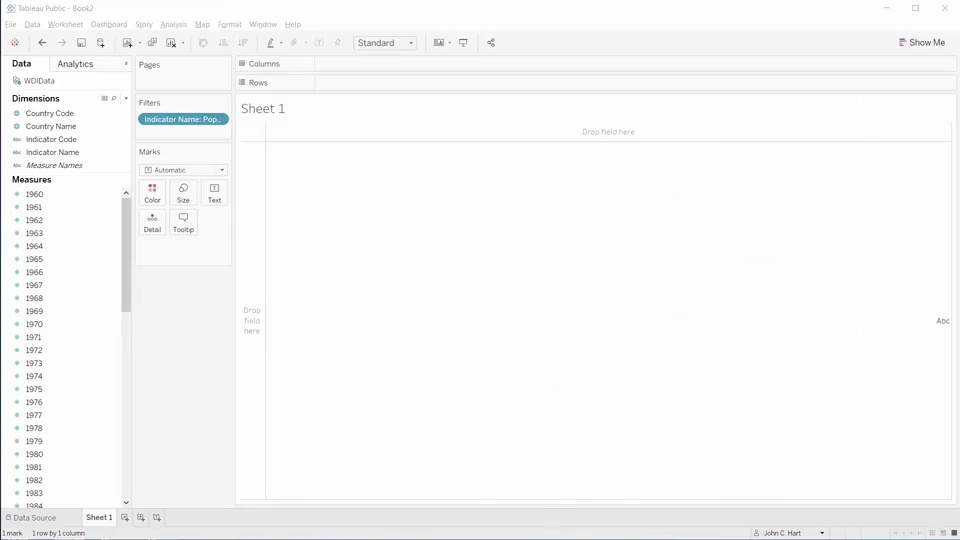 Tableau Public - Book2
File Data Worksheet Dashboard Story Analysis Map Format Window Help
Standard
Show Me
Data Analytics
WDIData
Dimensions
Country Code
Country Name
Abc Indicator Code
Abc Indicator Name
Abc Measure Names
Measures
1960
1961
1962
1963
1964
1965
1966
1967
1968
1969
1970
1971
1972
1973
1974
1975
1976
1977
1978
1979
1980
1981
1982
1983
1984
Pages
Filters
Indicator Name: Pop..
Marks
Automatic
Color Size Text
Detail Tooltip
Columns
Rows
Sheet 1
Drop field here
Drop
field
here
Abc
Data Source Sheet 1
1 mark 1 row by 1 column
John C. Hart